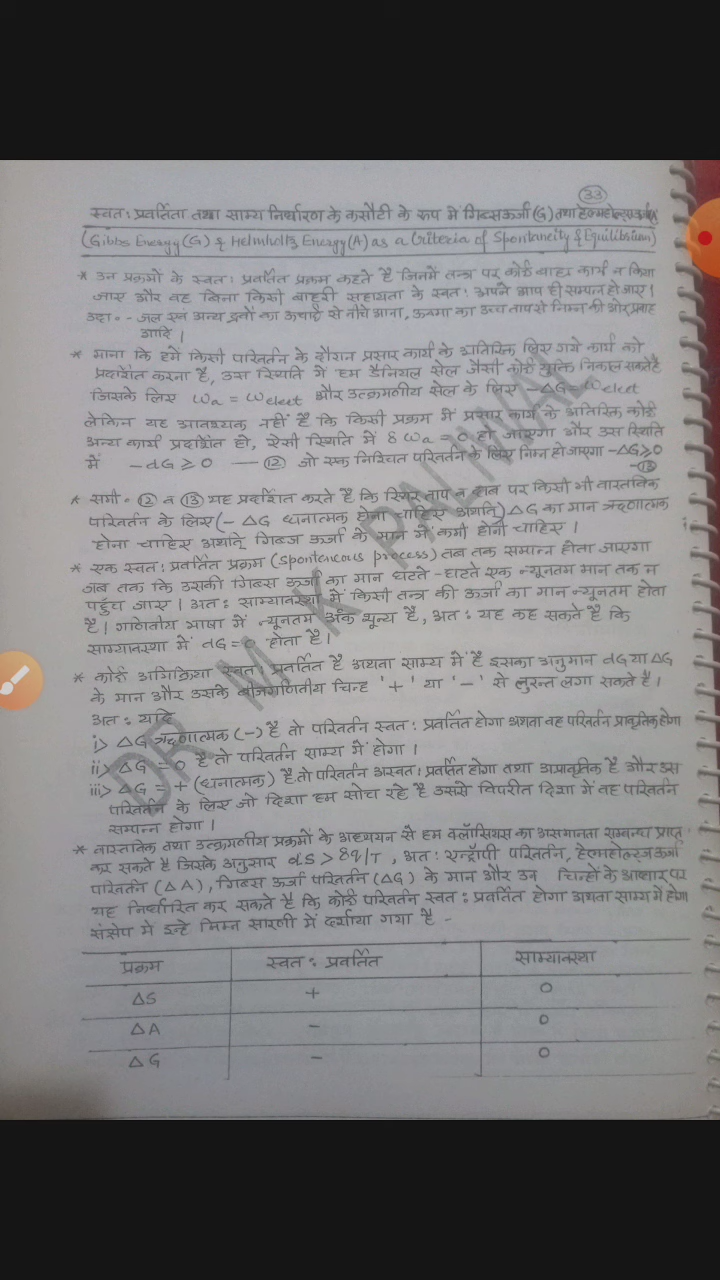 33
स्वत: प्रवर्तिता तथा साम्य निर्धारण के कसौटी के रूप में गिब्स ऊर्जा (G) तथा हेल्महोल्ट्ज ऊर्जा (A)
(Gibbs Energy (G) & Helmholtz Energy (A) as a Criteria of Spontaneity & Equilibrium)
* उन प्रक्रमों के स्वत: प्रवर्तित प्रक्रम कहते है जिनमें तन्त्र पर कोई बाह्य कार्य न किया
जाए और वह बिना किसी बाहरी सहायता के स्वत: अपने आप ही सम्पन्न हो जाए।
उदा० - जल एवं अन्य द्रवों का ऊंचाई से नीचे आना, ऊष्मा का उच्च ताप से निम्न की ओर प्रवाह
आदि।
* माना कि हमें किसी परिवर्तन के दौरान प्रसार कार्य के अतिरिक्त लिए गये कार्य को
प्रदर्शित करना है, उस स्थिति में हम डैनियल सेल जैसी कोई युक्ति निकाल सकते है
जिसके लिए wa = welect और उत्क्रमणीय सेल के लिए -ΔG = welect
लेकिन यह आवश्यक नहीं है कि किसी प्रक्रम में प्रसार कार्य के अतिरिक्त कोई
अन्य कार्य प्रदर्शित हो, ऐसी स्थिति में δwa = 0 हो जाएगा और उस स्थिति
में -dG ≥ 0 — ⑫ जो एक निश्चित परिवर्तन के लिए निम्न हो जाएगा -ΔG ≥ 0
-⑬
* समी० ⑫ व ⑬ यह प्रदर्शित करते है कि स्थिर ताप व दाब पर किसी भी वास्तविक
परिवर्तन के लिए (-ΔG धनात्मक होना चाहिए अर्थात्) ΔG का मान ऋणात्मक
होना चाहिए अर्थात् गिब्ज ऊर्जा के मान में कमी होनी चाहिए।
* एक स्वत: प्रवर्तित प्रक्रम (spontaneous process) तब तक सम्पन्न होता जाएगा
जब तक कि उसकी गिबस ऊर्जा का मान घटते-घटते एक न्यूनतम मान तक न
पहुँच जाए। अत: साम्यावस्था में किसी तन्त्र की ऊर्जा का मान न्यूनतम होता
है। गणितीय भाषा में न्यूनतम अंक शून्य है, अत: यह कह सकते है कि
साम्यावस्था में dG = 0 होता है।
* कोई अभिक्रिया स्वत: प्रवर्तित है अथवा साम्य में है इसका अनुमान dG या ΔG
के मान और उसके बीजगणितीय चिन्ह '+' या '-' से तुरन्त लगा सकते है।
अत: यदि
i> ΔG ऋणात्मक (-) है तो परिवर्तन स्वत: प्रवर्तित होगा अथवा वह परिवर्तन प्राकृतिक होगा
ii> ΔG = 0 है तो परिवर्तन साम्य में होगा।
iii> ΔG = + (धनात्मक) है तो परिवर्तन अस्वत: प्रवर्तित होगा तथा अप्राकृतिक है और उस
परिवर्तन के लिए जो दिशा हम सोच रहे है उससे विपरीत दिशा में वह परिवर्तन
सम्पन्न होगा।
* वास्तविक तथा उत्क्रमणीय प्रक्रमों के अध्ययन से हम क्लॉसियस का असमानता सम्बन्ध प्राप्त
कर सकते है जिसके अनुसार dS > δq/T, अत: एन्ट्रॉपी परिवर्तन, हेल्महोल्ट्ज ऊर्जा
परिवर्तन (ΔA), गिबस ऊर्जा परिवर्तन (ΔG) के मान और उन चिन्हों के आधार पर
यह निर्धारित कर सकते है कि कोई परिवर्तन स्वत: प्रवर्तित होगा अथवा साम्य में होगा
संक्षेप में इन्हे निम्न सारणी में दर्शाया गया है -
प्रक्रम स्वत: प्रवर्तित साम्यावस्था
ΔS + 0
ΔA - 0
ΔG - 0
DR M K PALIWAL